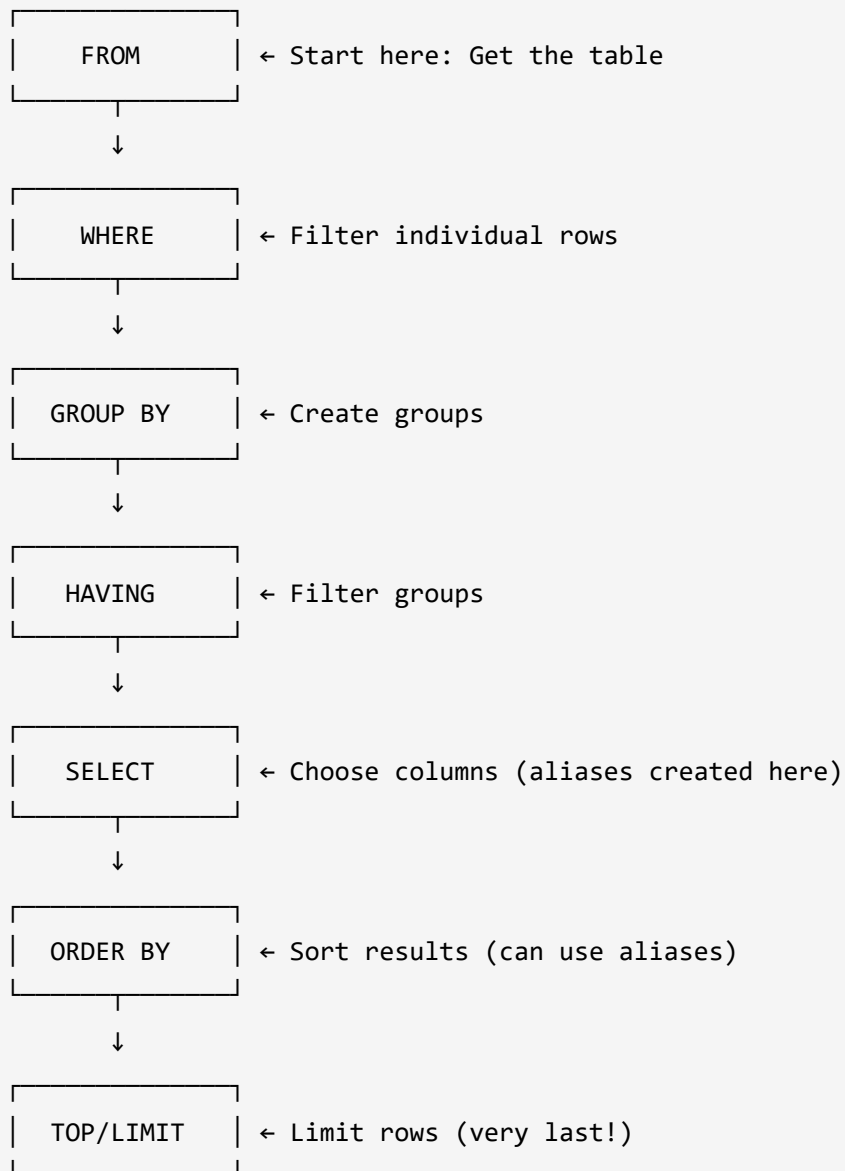 FROM ← Start here: Get the table
↓
WHERE ← Filter individual rows
↓
GROUP BY ← Create groups
↓
HAVING ← Filter groups
↓
SELECT ← Choose columns (aliases created here)
↓
ORDER BY ← Sort results (can use aliases)
↓
TOP/LIMIT ← Limit rows (very last!)